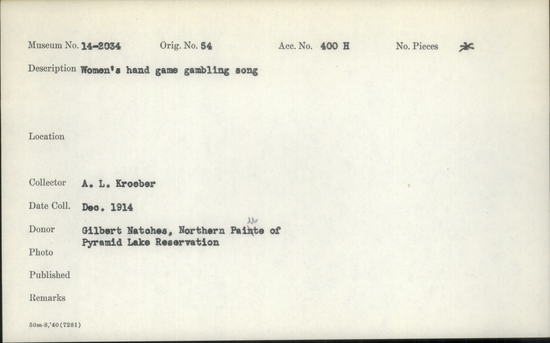 Museum No. 14-2034 Orig. No. 54 Acc. No. 400 H No. Pieces
Description Women's hand game gambling song
Location
Collector A. L. Kroeber
Date Coll. Dec. 1914
Donor Gilbert Natches, Northern Paiute of
Pyramid Lake Reservation
Photo
Published
Remarks
50m-8,'40(7281)